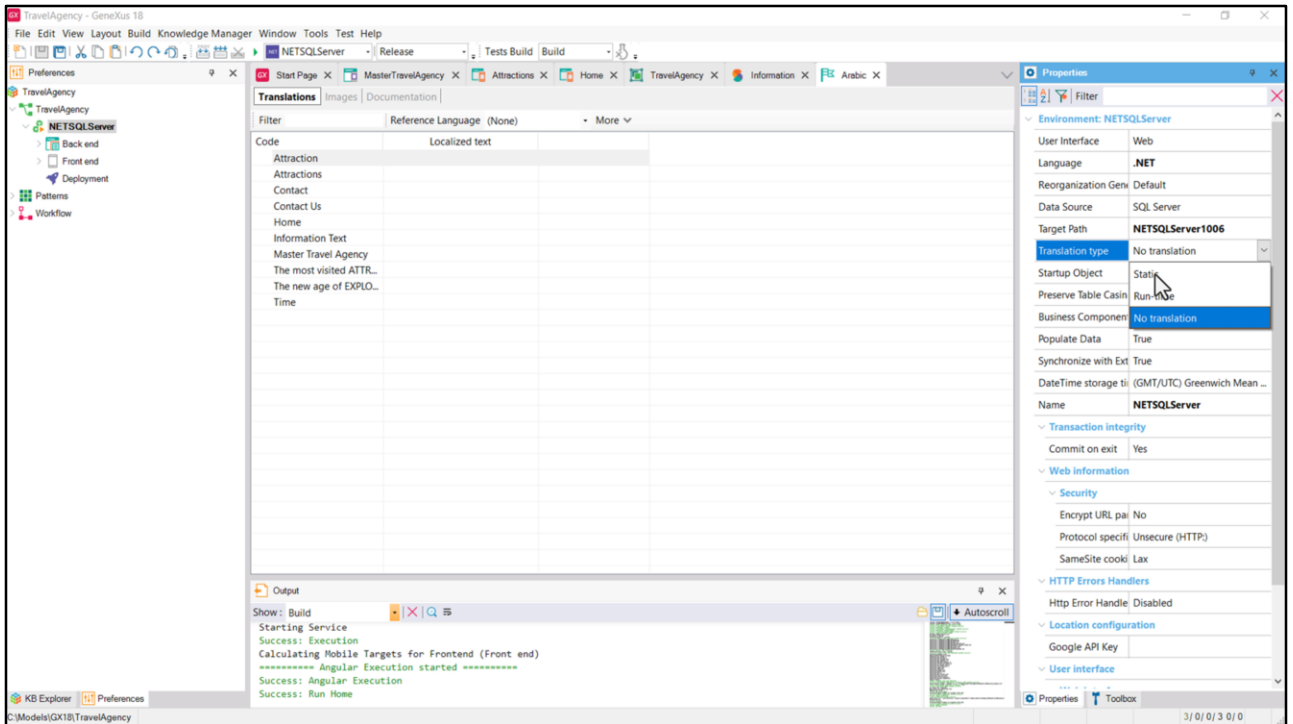 TravelAgency - GeneXus 18
File Edit View Layout Build Knowledge Manager Window Tools Test Help
NETSQLServer Release Tests Build Build
Preferences
TravelAgency
TravelAgency
NETSQLServer
Back end
Front end
Deployment
Patterns
Workflow
KB Explorer Preferences
Start Page MasterTravelAgency Attractions Home TravelAgency Information Arabic
Translations Images Documentation
Filter Reference Language (None) More
Code Localized text
Attraction
Attractions
Contact
Contact Us
Home
Information Text
Master Travel Agency
The most visited ATTR...
The new age of EXPLO...
Time
Output
Show: Build Autoscroll
Starting Service
Success: Execution
Calculating Mobile Targets for Frontend (Front end)
========== Angular Execution started ==========
Success: Angular Execution
Success: Run Home
Properties
Filter
Environment: NETSQLServer
User Interface Web
Language .NET
Reorganization Gene Default
Data Source SQL Server
Target Path NETSQLServer1006
Translation type No translation
Startup Object Static
Preserve Table Casin Run-time
Business Componen No translation
Populate Data True
Synchronize with Ext True
DateTime storage ti (GMT/UTC) Greenwich Mean ...
Name NETSQLServer
Transaction integrity
Commit on exit Yes
Web information
Security
Encrypt URL pa No
Protocol specifi Unsecure (HTTP:)
SameSite cooki Lax
HTTP Errors Handlers
Http Error Handle Disabled
Location configuration
Google API Key
User interface
Properties Toolbox
C:\Models\GX18\TravelAgency 3/0/0/3 0/0